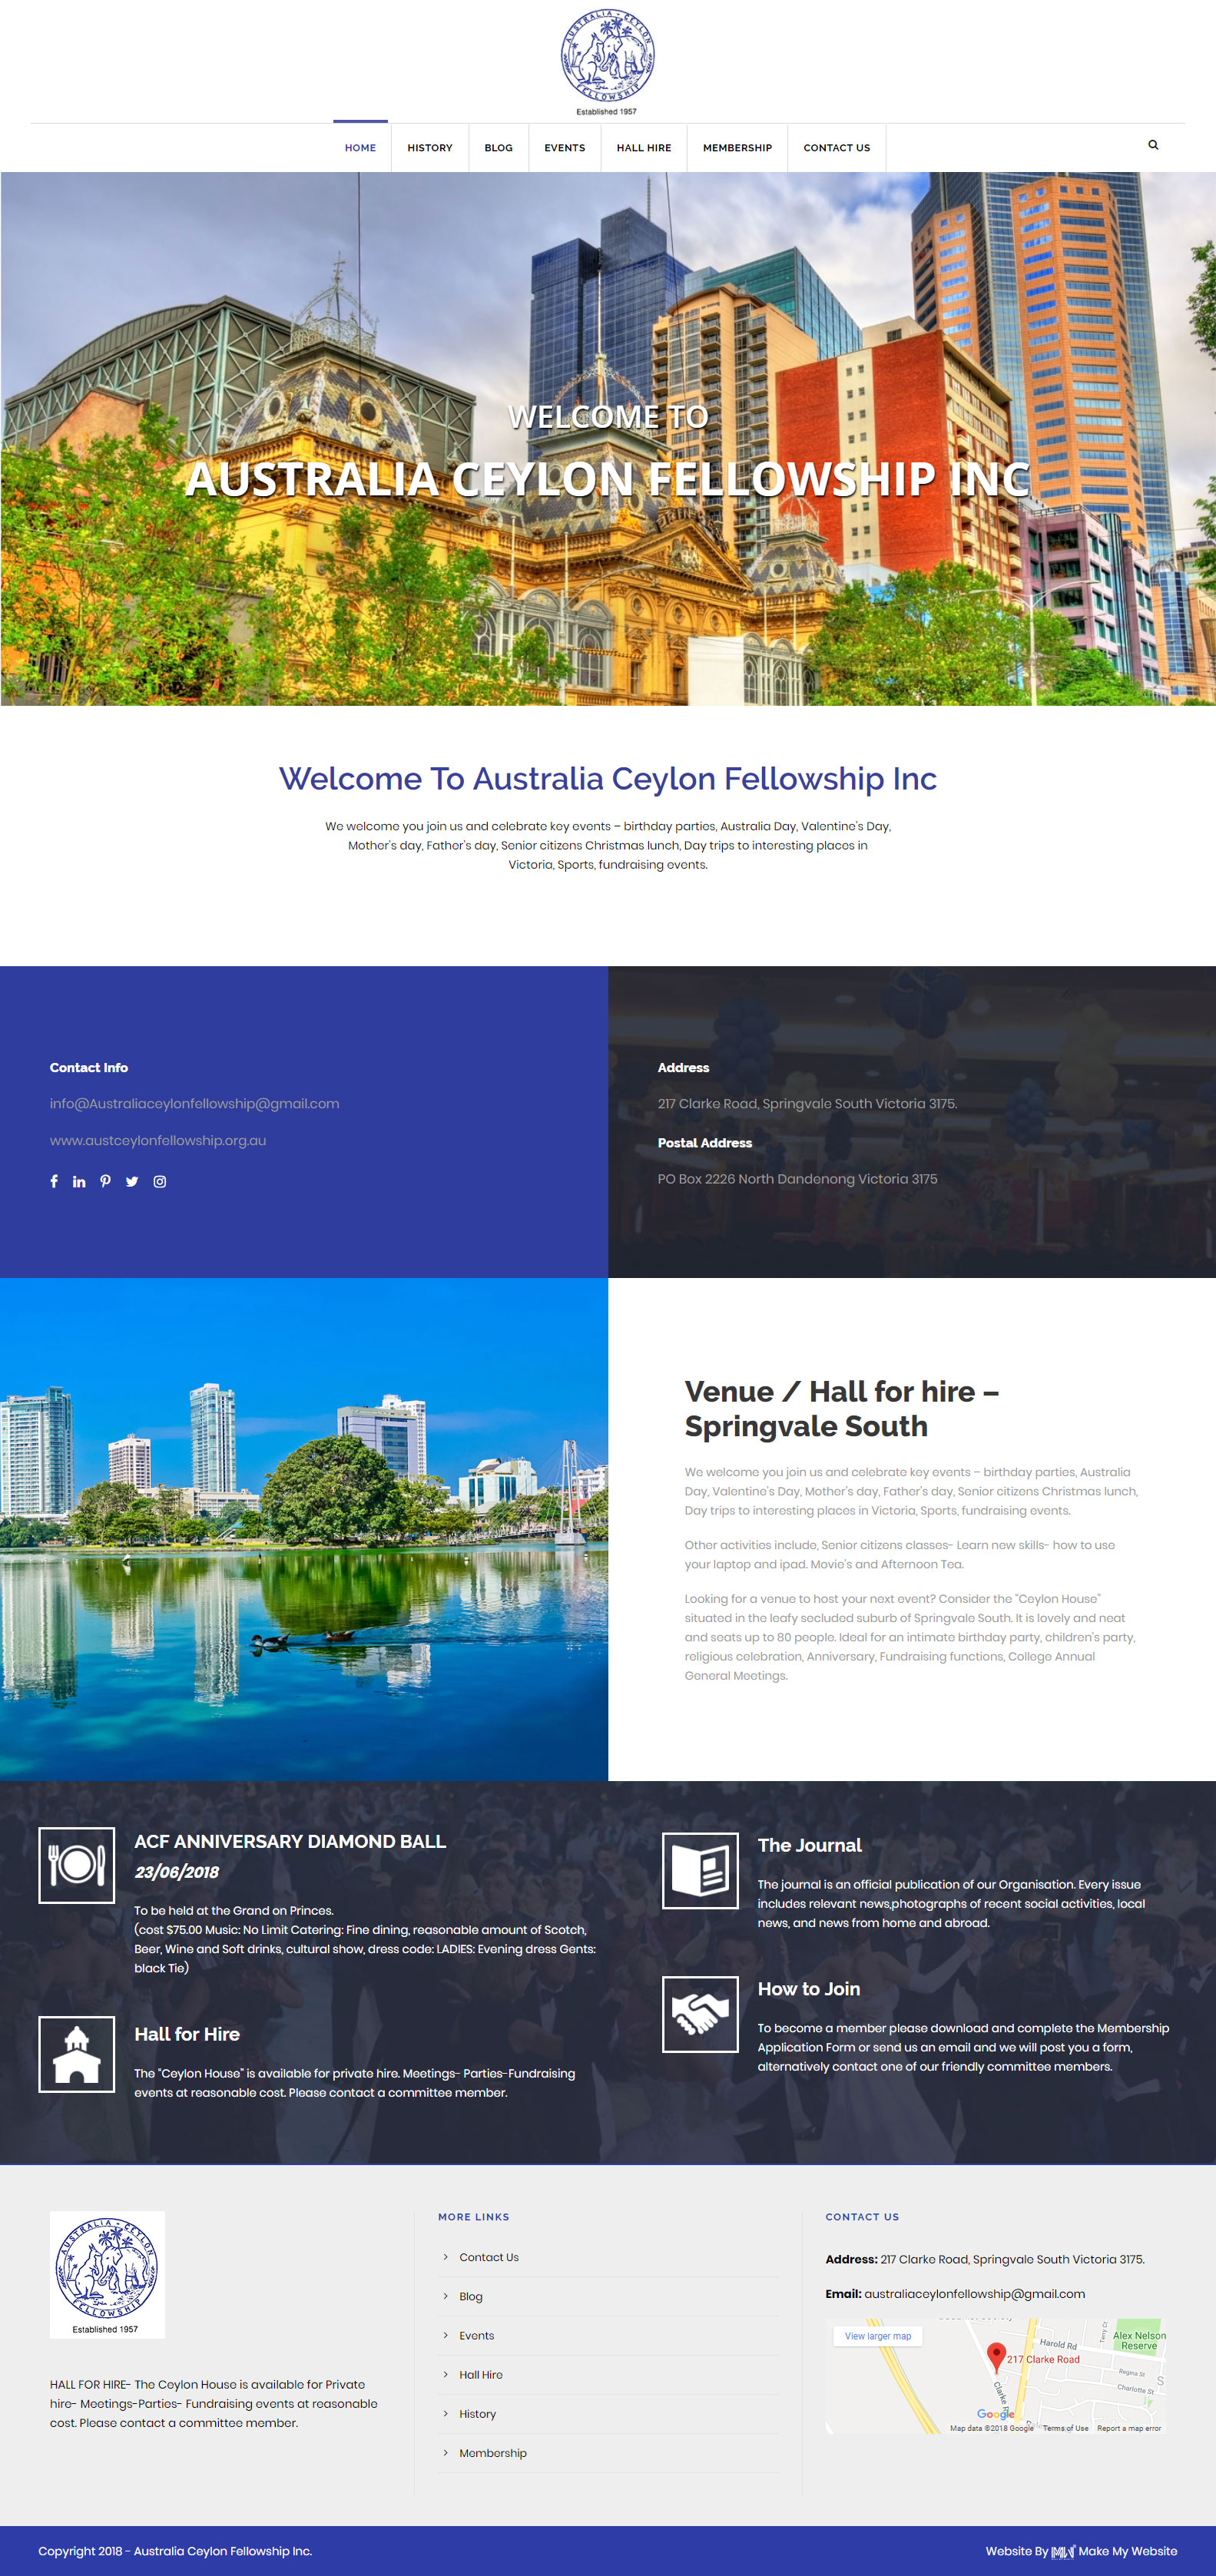 AUSTRALIA - CEYLON
FELLOWSHIP
Established 1957
HOME
HISTORY
BLOG
EVENTS
HALL HIRE
MEMBERSHIP
CONTACT US
WELCOME TO
AUSTRALIA CEYLON FELLOWSHIP INC
Welcome To Australia Ceylon Fellowship Inc
We welcome you join us and celebrate key events – birthday parties, Australia Day, Valentine's Day,
Mother's day, Father's day, Senior citizens Christmas lunch, Day trips to interesting places in
Victoria, Sports, fundraising events.
Contact Info
info@Australiaceylonfellowship@gmail.com
www.austceylonfellowship.org.au
Address
217 Clarke Road, Springvale South Victoria 3175.
Postal Address
PO Box 2226 North Dandenong Victoria 3175
Venue / Hall for hire –
Springvale South
We welcome you join us and celebrate key events – birthday parties, Australia
Day, Valentine's Day, Mother's day, Father's day, Senior citizens Christmas lunch,
Day trips to interesting places in Victoria, Sports, fundraising events.
Other activities include, Senior citizens classes- Learn new skills- how to use
your laptop and ipad. Movie's and Afternoon Tea.
Looking for a venue to host your next event? Consider the "Ceylon House"
situated in the leafy secluded suburb of Springvale South. It is lovely and neat
and seats up to 80 people. Ideal for an intimate birthday party, children's party,
religious celebration, Anniversary, Fundraising functions, College Annual
General Meetings.
ACF ANNIVERSARY DIAMOND BALL
23/06/2018
To be held at the Grand on Princes.
(cost $75.00 Music: No Limit Catering: Fine dining, reasonable amount of Scotch,
Beer, Wine and Soft drinks, cultural show, dress code: LADIES: Evening dress Gents:
black Tie)
Hall for Hire
The "Ceylon House" is available for private hire. Meetings- Parties-Fundraising
events at reasonable cost. Please contact a committee member.
The Journal
The journal is an official publication of our Organisation. Every issue
includes relevant news,photographs of recent social activities, local
news, and news from home and abroad.
How to Join
To become a member please download and complete the Membership
Application Form or send us an email and we will post you a form,
alternatively contact one of our friendly committee members.
AUSTRALIA - CEYLON
FELLOWSHIP
Established 1957
HALL FOR HIRE- The Ceylon House is available for Private
hire- Meetings-Parties- Fundraising events at reasonable
cost. Please contact a committee member.
MORE LINKS
Contact Us
Blog
Events
Hall Hire
History
Membership
CONTACT US
Address: 217 Clarke Road, Springvale South Victoria 3175.
Email: australiaceylonfellowship@gmail.com
View larger map
Harold Rd
Alex Nelson
Reserve
217 Clarke Road
Regina St
Charlotte St
Clarke R
Google
Map data ©2018 Google
Terms of Use
Report a map error
Copyright 2018 - Australia Ceylon Fellowship Inc.
Website By MMW Make My Website